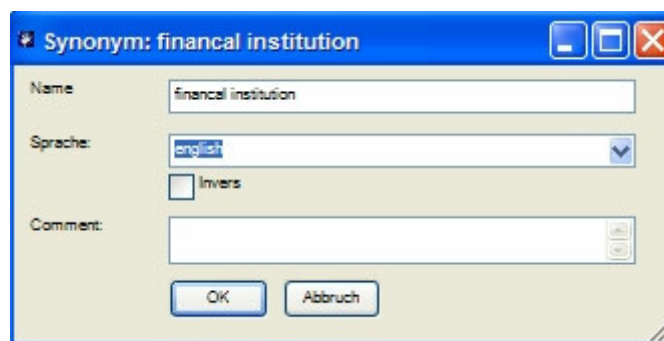 Synonym: financal institution
Name
financal institution
Sprache:
english
Invers
Comment:
OK
Abbruch